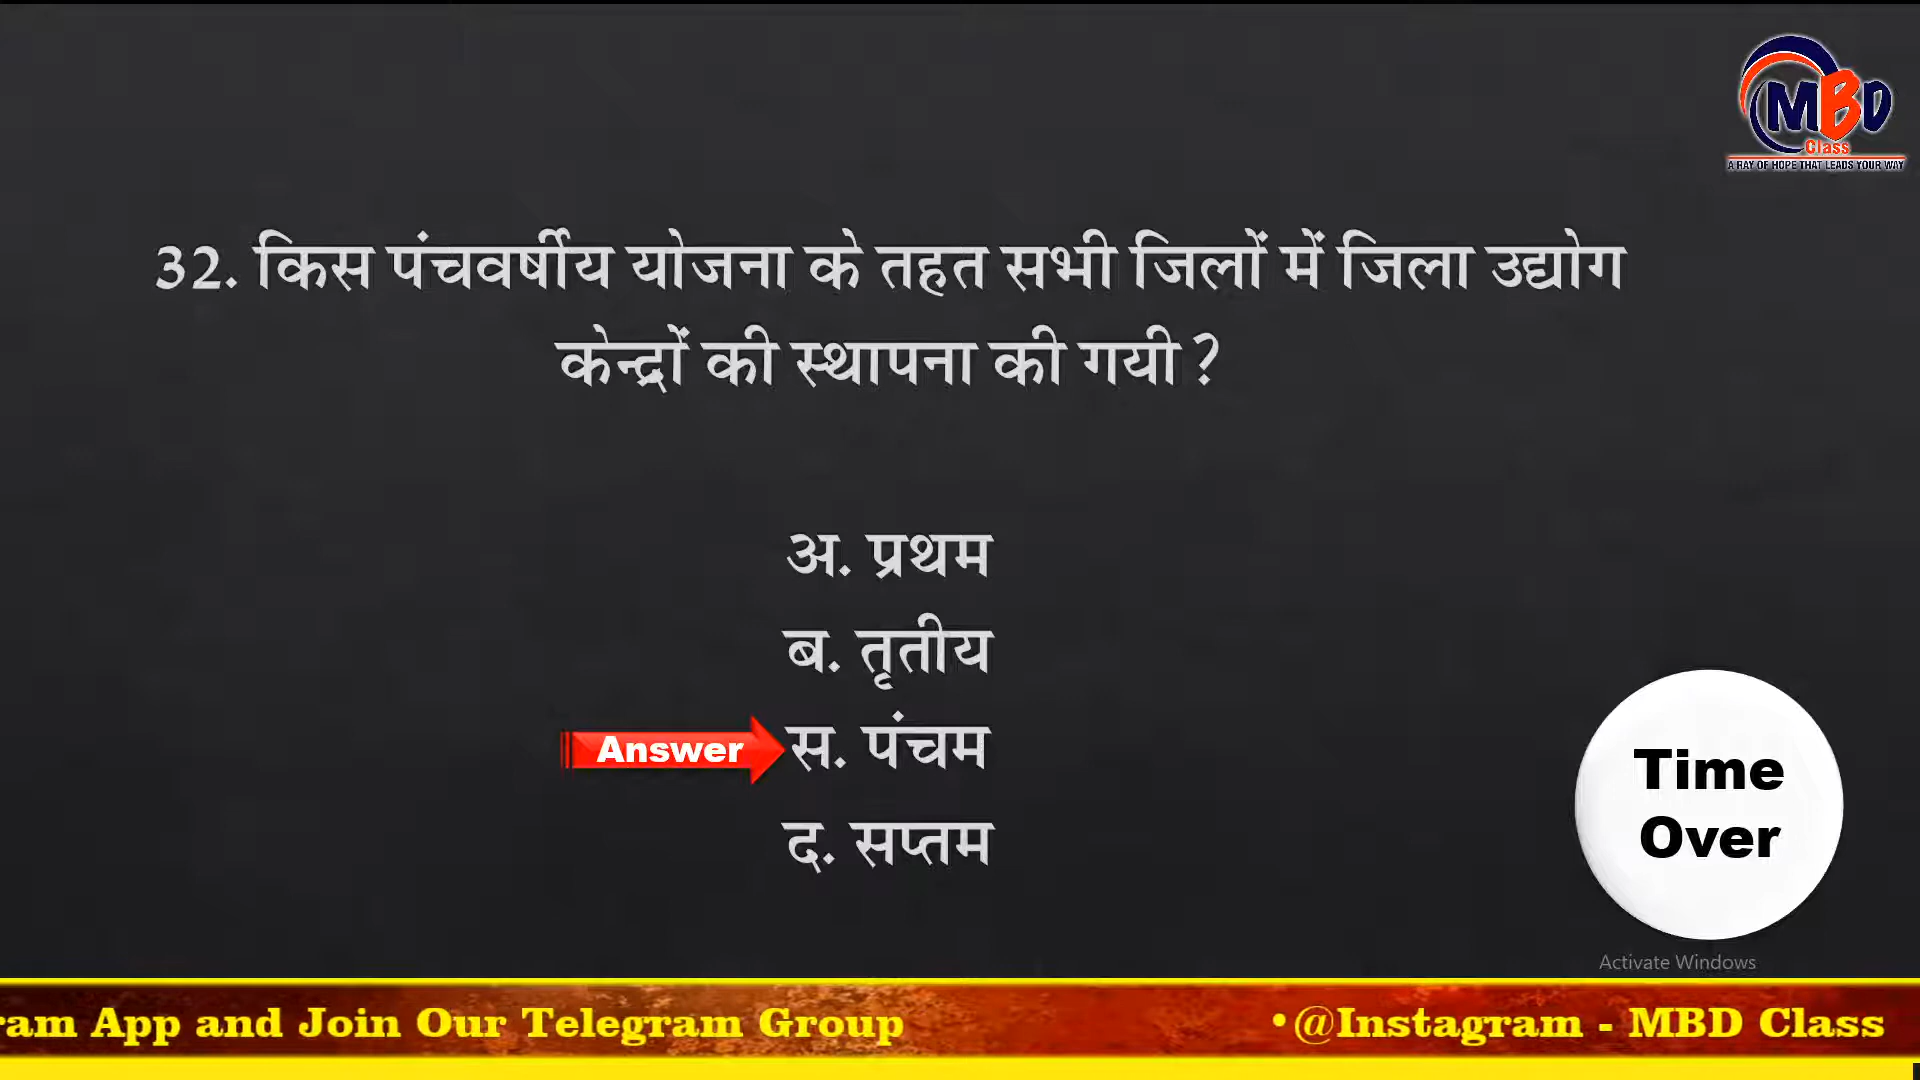 MBD
Class
A RAY OF HOPE THAT LEADS YOUR WAY
32. किस पंचवर्षीय योजना के तहत सभी जिलों में जिला उद्योग
केन्द्रों की स्थापना की गयी ?
अ. प्रथम
ब. तृतीय
Answer स. पंचम
द. सप्तम
Time
Over
Activate Windows
ram App and Join Our Telegram Group •@Instagram - MBD Class